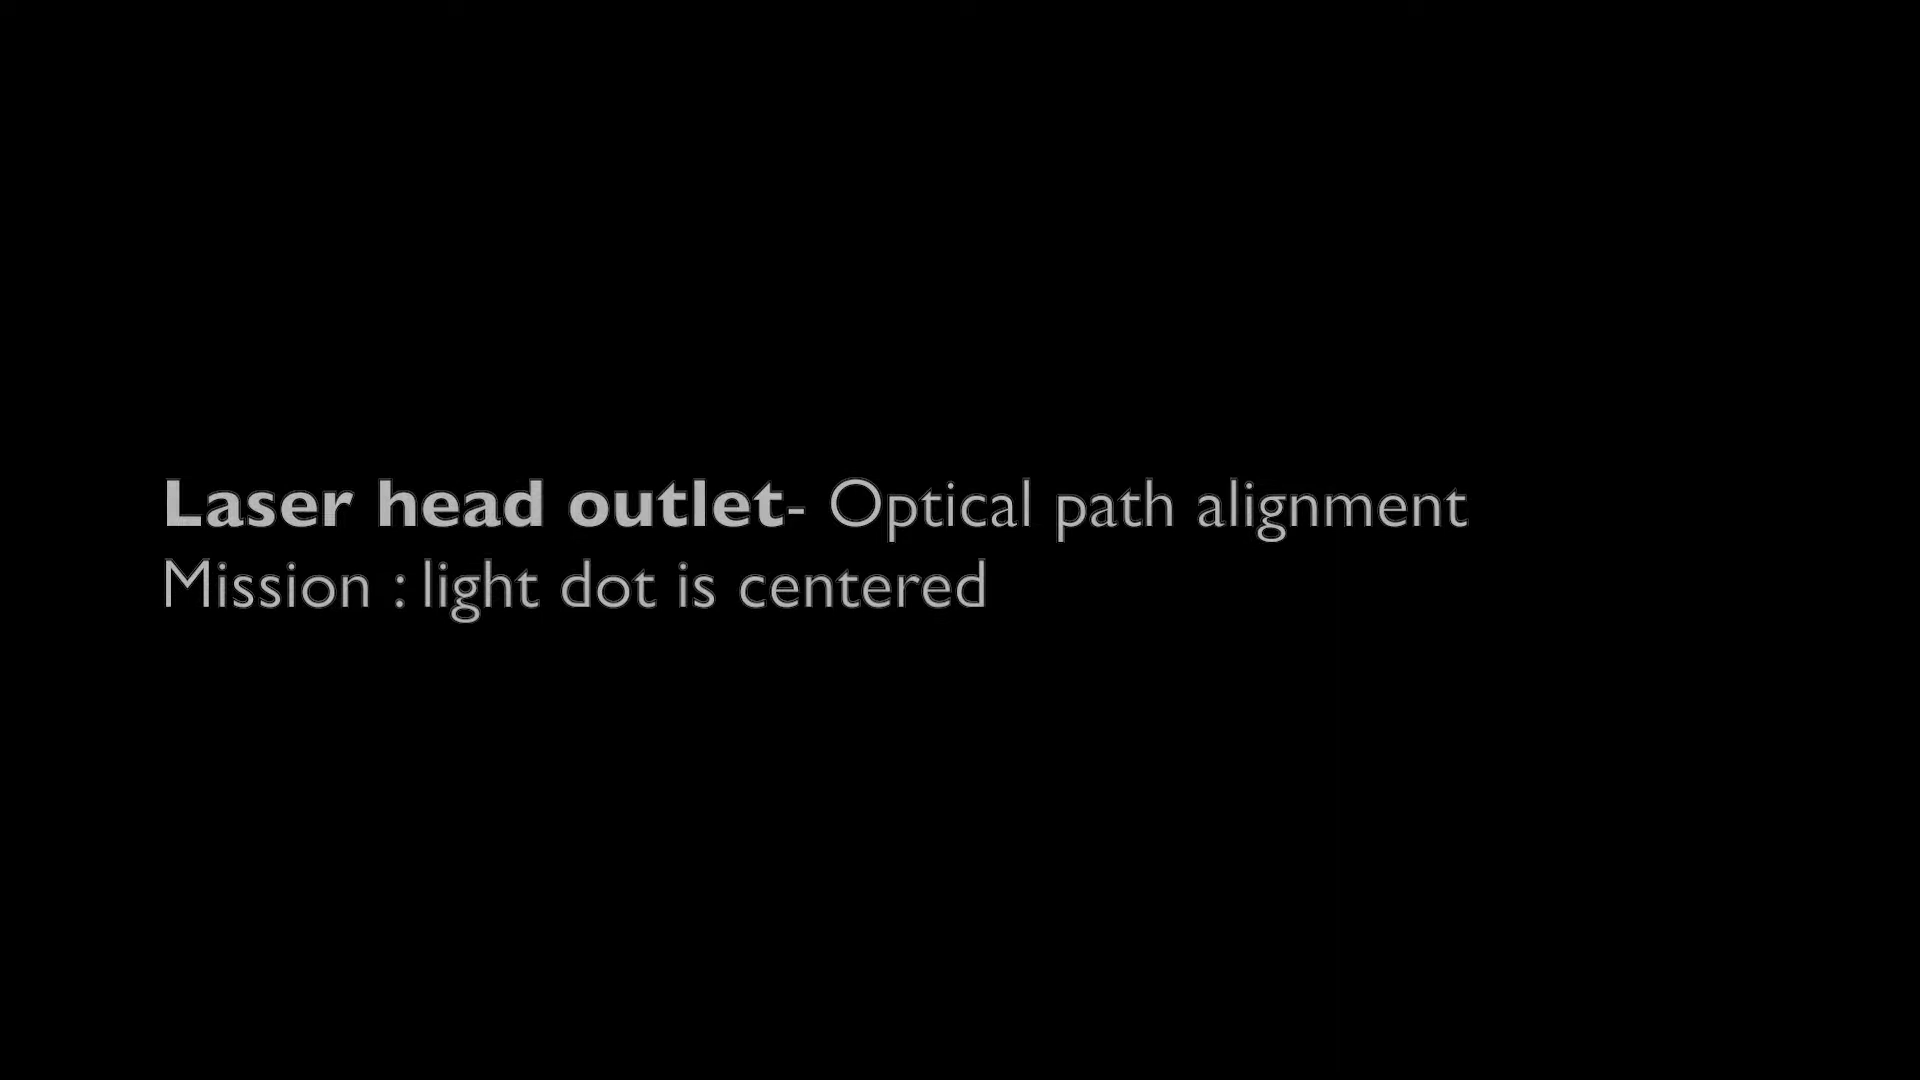 Laser head outlet- Optical path alignment
Mission : light dot is centered